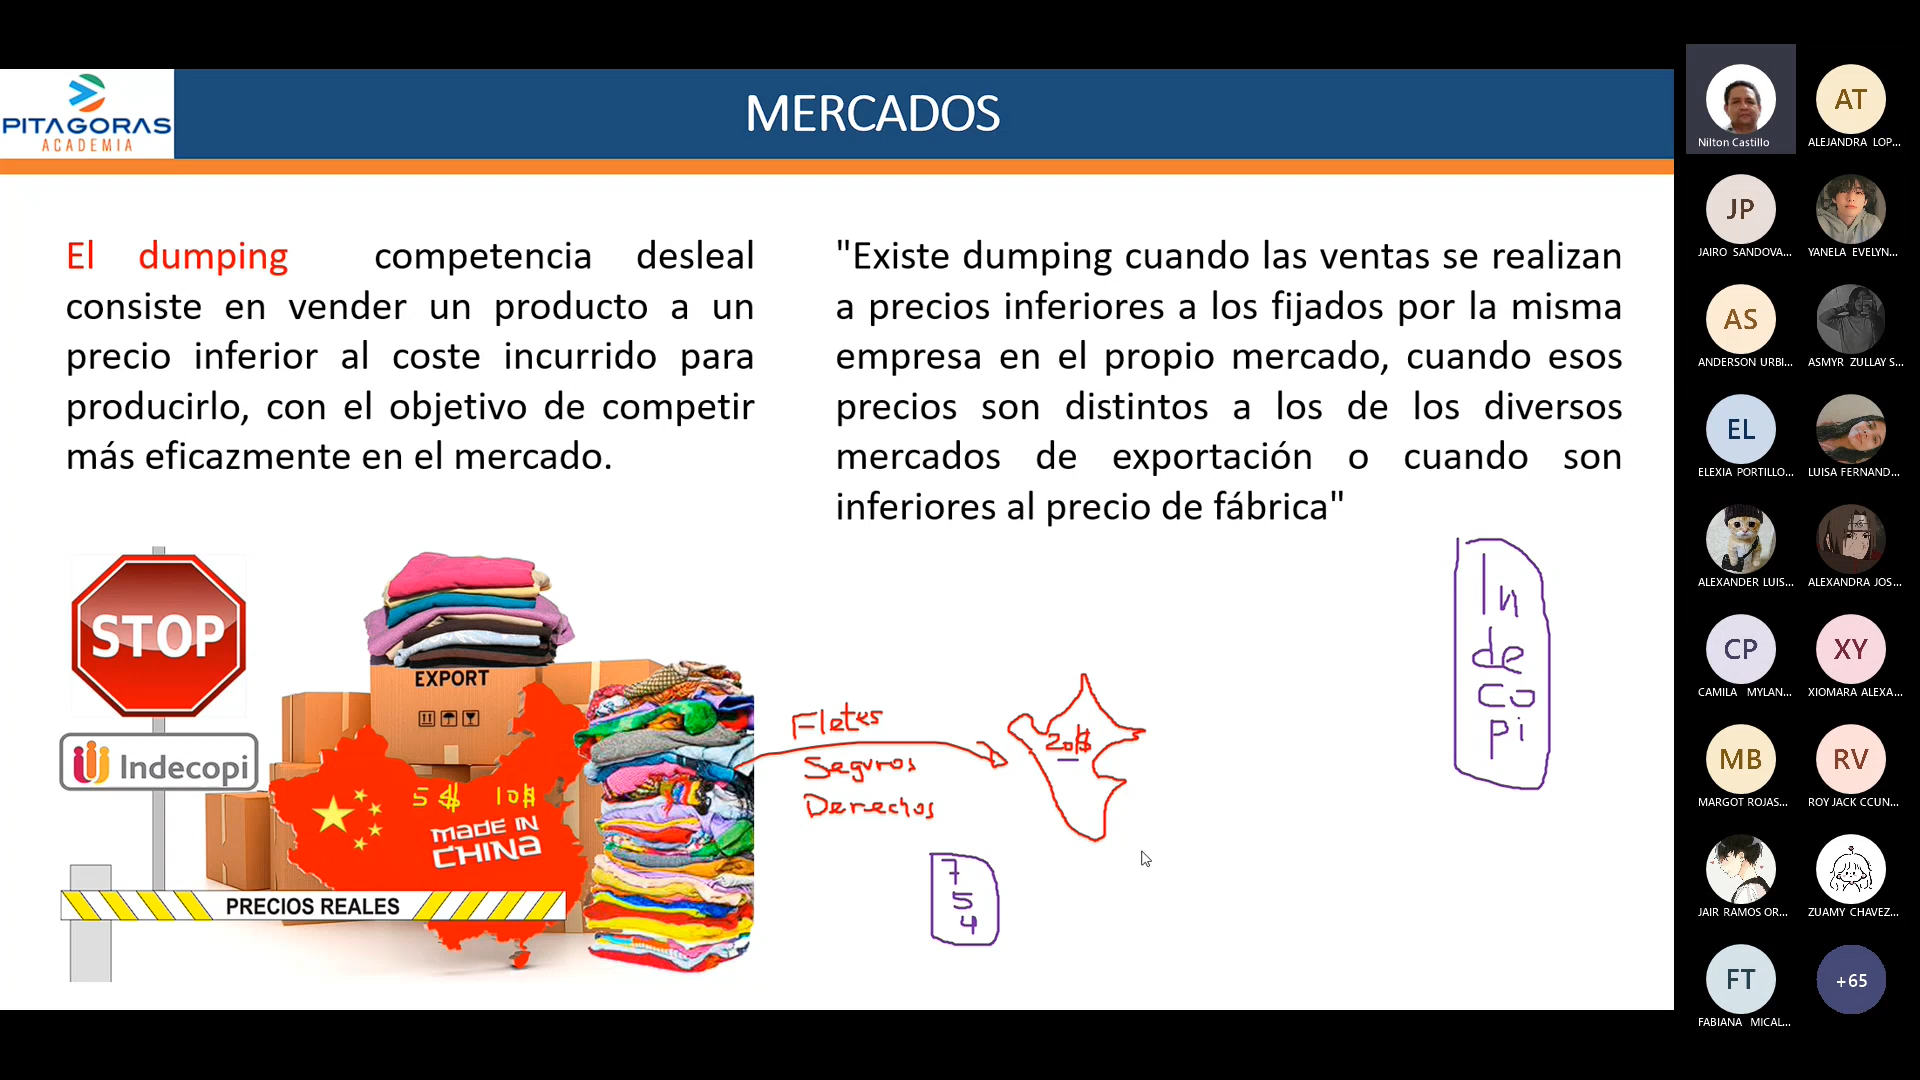 PITAGORAS
ACADEMIA
MERCADOS
El dumping competencia desleal
consiste en vender un producto a un
precio inferior al coste incurrido para
producirlo, con el objetivo de competir
más eficazmente en el mercado.
"Existe dumping cuando las ventas se realizan
a precios inferiores a los fijados por la misma
empresa en el propio mercado, cuando esos
precios son distintos a los de los diversos
mercados de exportación o cuando son
inferiores al precio de fábrica"
STOP
Indecopi
EXPORT
5$ 10$
MADE IN
CHINA
PRECIOS REALES
Fletes
Seguros
Derechos
20$
7
5
4
In
de
co
pi
Nilton Castillo
AT
ALEJANDRA LOP...
JP
JAIRO SANDOVA...
YANELA EVELYN...
AS
ANDERSON URBI...
ASMYR ZULLAY S...
EL
ELEXIA PORTILLO...
LUISA FERNAND...
ALEXANDER LUIS...
ALEXANDRA JOS...
CP
CAMILA MYLAN...
XY
XIOMARA ALEXA...
MB
MARGOT ROJAS...
RV
ROY JACK CCUN...
JAIR RAMOS OR...
ZUAMY CHAVEZ...
FT
FABIANA MICAL...
+65